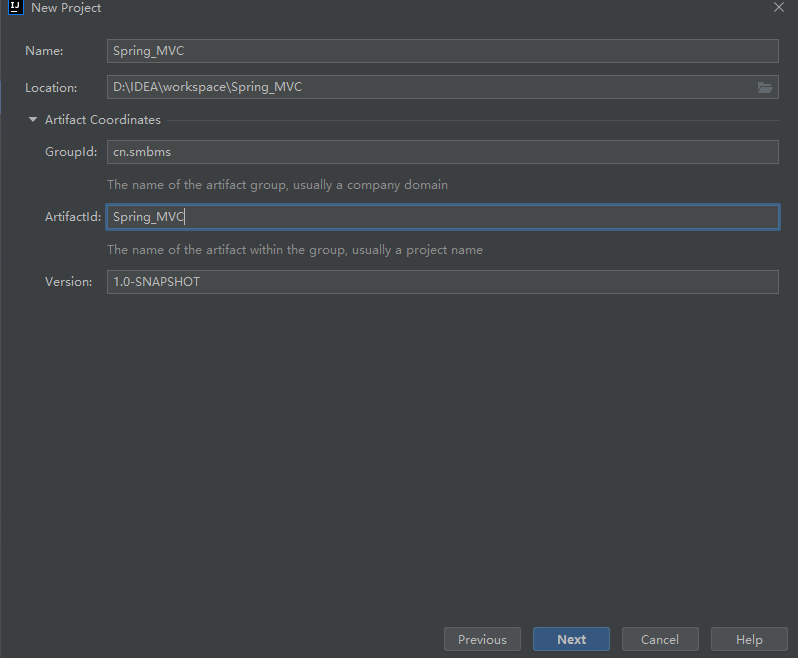 IJ New Project
Name: Spring_MVC
Location: D:\IDEA\workspace\Spring_MVC
Artifact Coordinates
GroupId: cn.smbms
The name of the artifact group, usually a company domain
ArtifactId: Spring_MVC
The name of the artifact within the group, usually a project name
Version: 1.0-SNAPSHOT
Previous Next Cancel Help